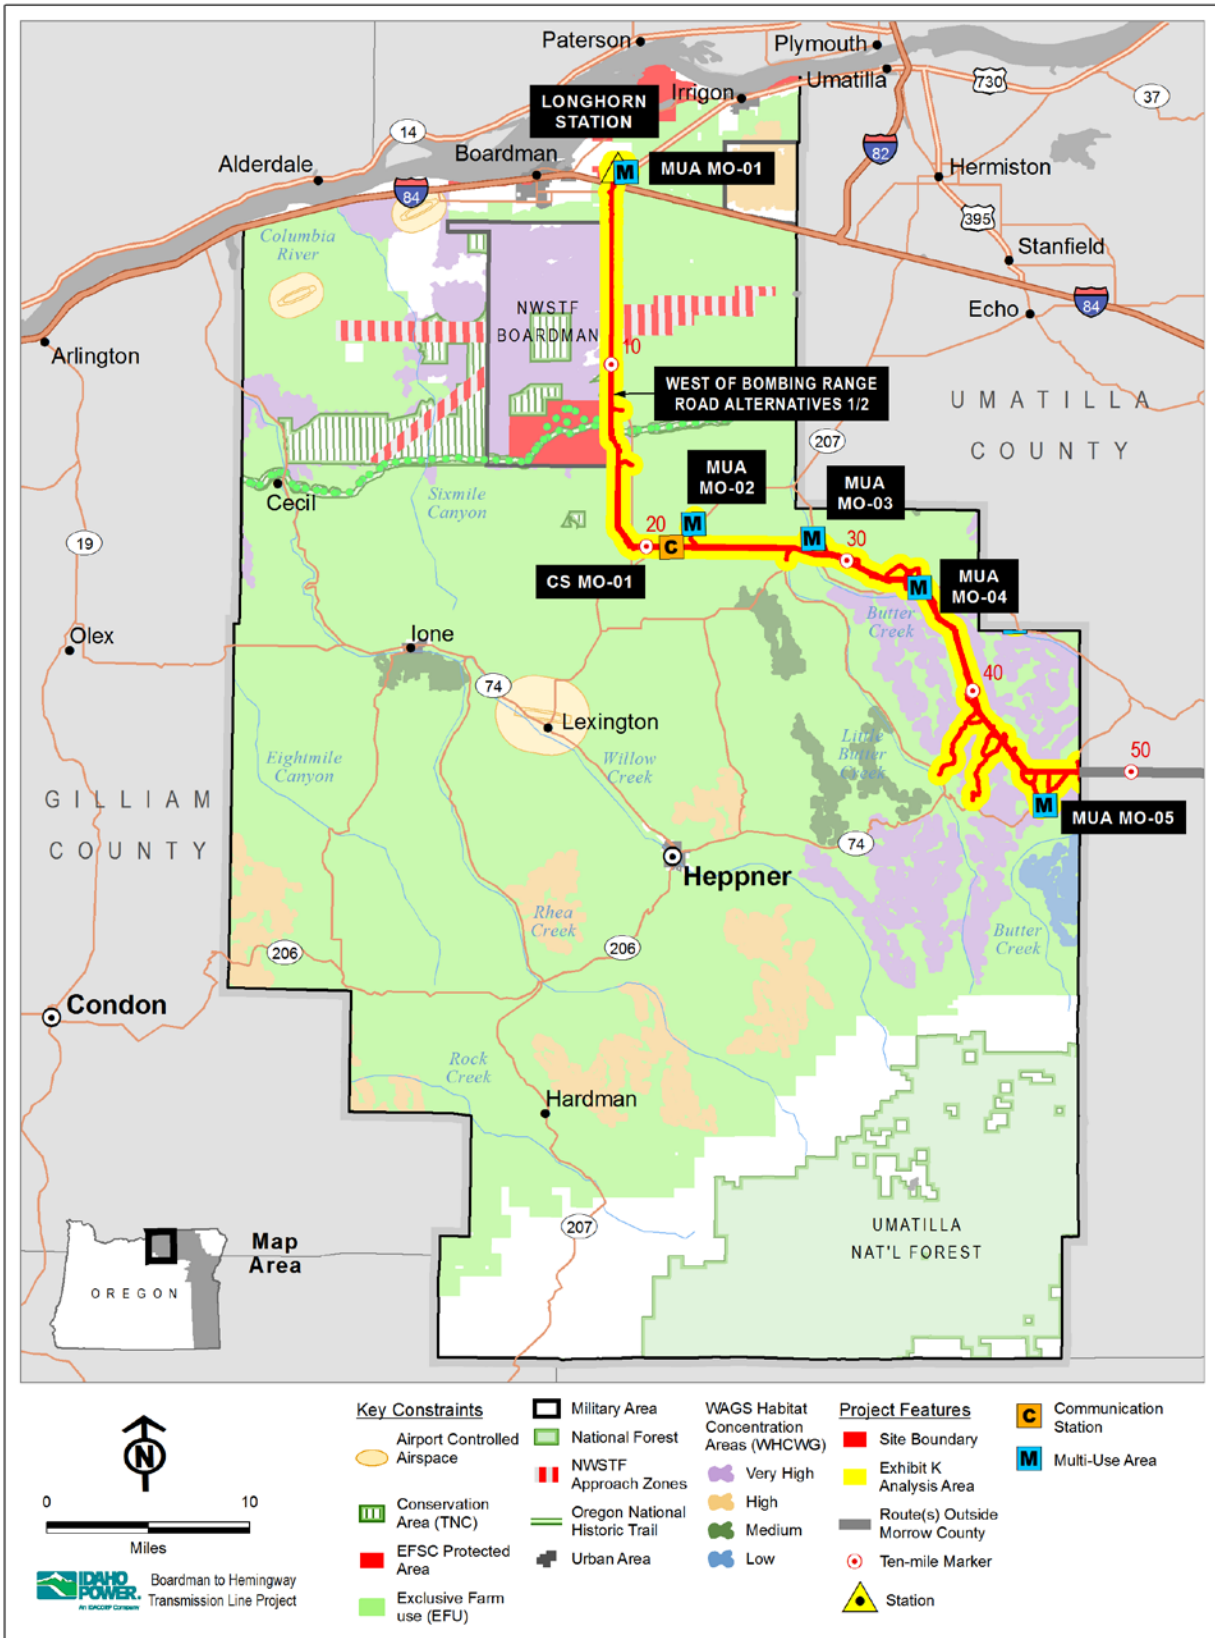 Paterson
Plymouth
Umatilla
730
37
LONGHORN
STATION
Irrigon
14
82
Boardman
Alderdale
MUA MO-01
Hermiston
84
395
Columbia
River
Stanfield
NWSTF
BOARDMAN
84
Echo
Arlington
10
WEST OF BOMBING RANGE
ROAD ALTERNATIVES 1/2
UMATILLA
COUNTY
207
MUA
MO-02
MUA
MO-03
Cecil
Sixmile
Canyon
19
20
30
CS MO-01
MUA
MO-04
Butter
Creek
Olex
Ione
74
40
Lexington
Little
Butter
Creek
Eightmile
Canyon
Willow
Creek
50
GILLIAM
COUNTY
MUA MO-05
74
Heppner
Rhea
Creek
Butter
Creek
206
206
Condon
Rock
Creek
Hardman
207
UMATILLA
NAT'L FOREST
Map
Area
OREGON
N
0 10
Miles
IDAHO
POWER.
An IDACORP Company
Boardman to Hemingway
Transmission Line Project
Key Constraints
Airport Controlled
Airspace
Conservation
Area (TNC)
EFSC Protected
Area
Exclusive Farm
use (EFU)
Military Area
National Forest
NWSTF
Approach Zones
Oregon National
Historic Trail
Urban Area
WAGS Habitat
Concentration
Areas (WHCWG)
Very High
High
Medium
Low
Project Features
Site Boundary
Exhibit K
Analysis Area
Route(s) Outside
Morrow County
Ten-mile Marker
Station
C
Communication
Station
M
Multi-Use Area
M
M
C
M
M
M